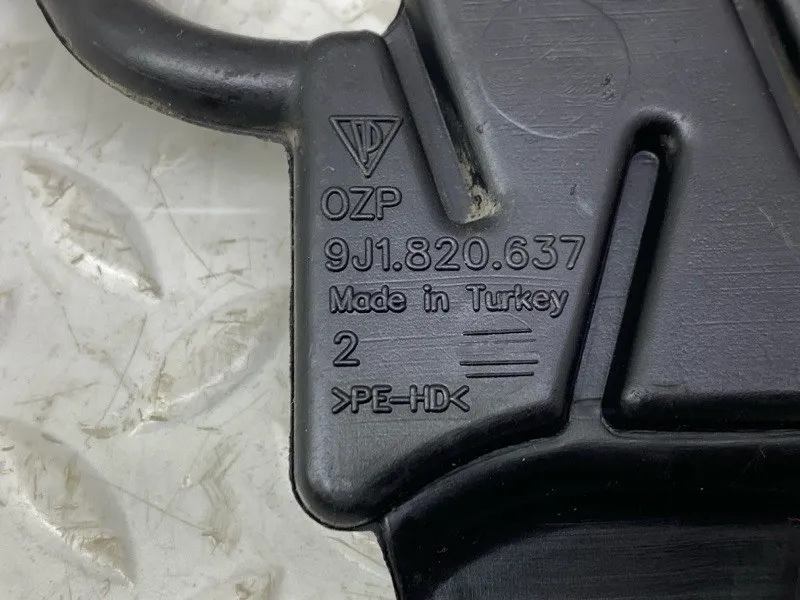 OZP
9J1.820.637
Made in Turkey
2
>PE-HD<